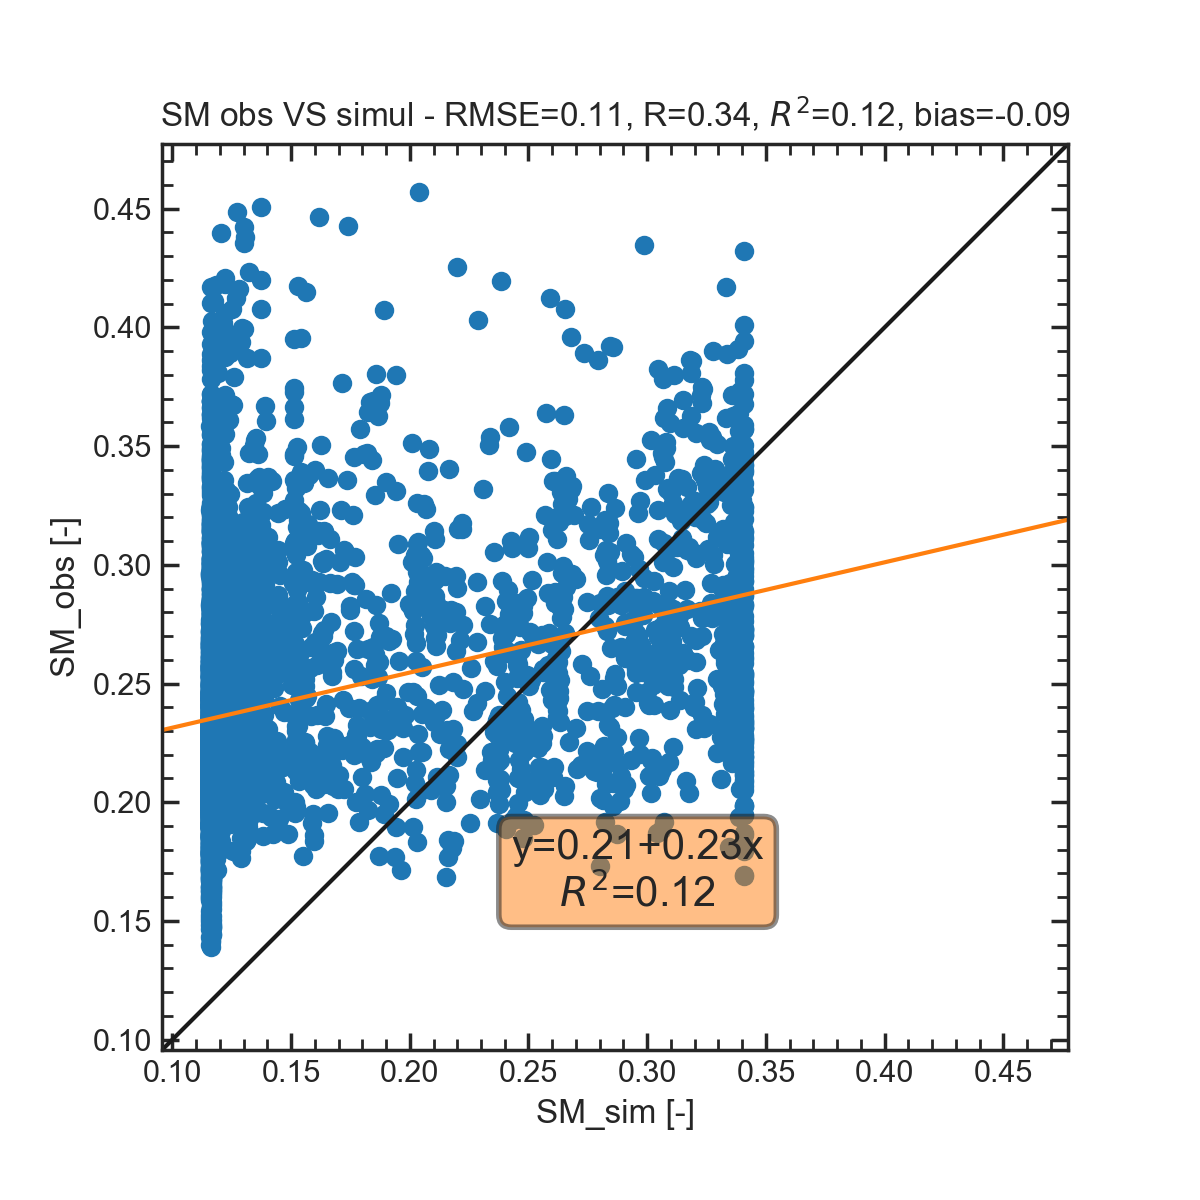 SM obs VS simul - RMSE=0.11, R=0.34, R²=0.12, bias=-0.09
0.45
0.40
0.35
0.30
0.25
0.20
0.15
0.10
SM_obs [-]
y=0.21+0.23x
R²=0.12
0.10 0.15 0.20 0.25 0.30 0.35 0.40 0.45
SM_sim [-]